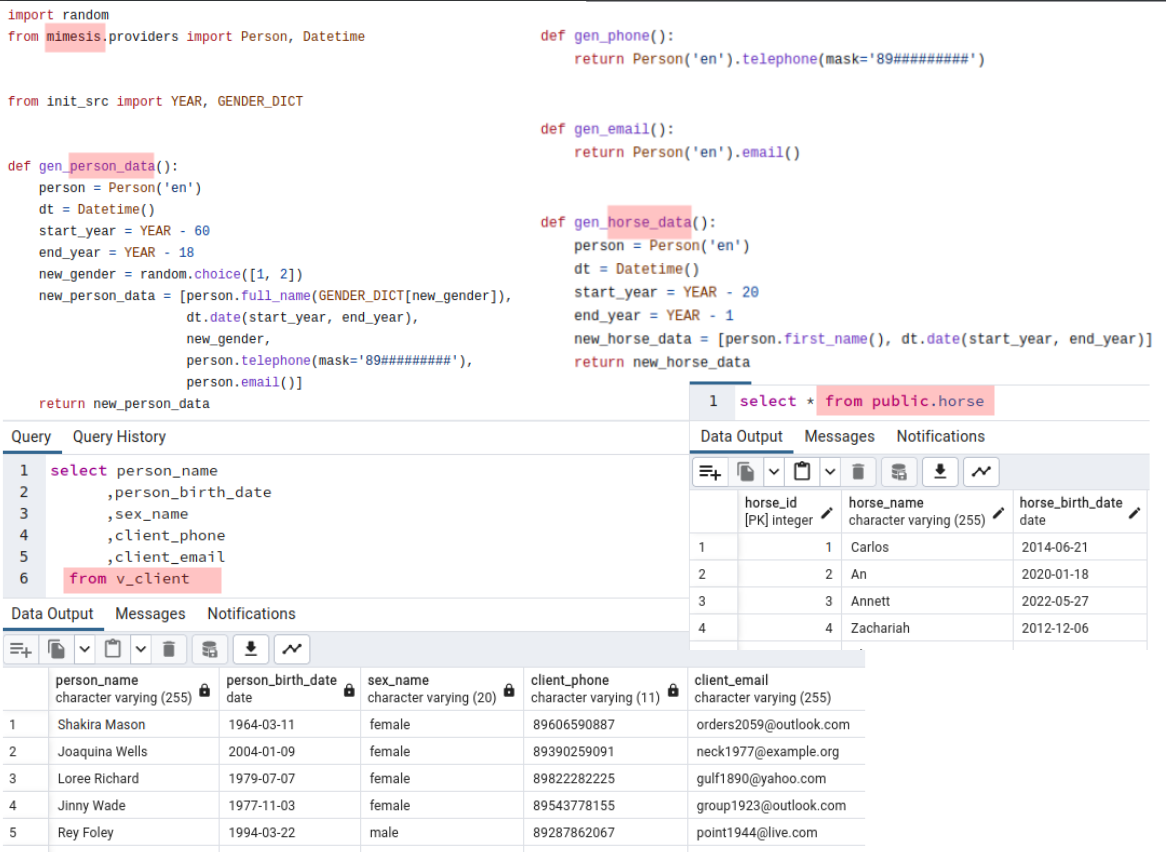 import random
from mimesis.providers import Person, Datetime
from init_src import YEAR, GENDER_DICT
def gen_person_data():
person = Person('en')
dt = Datetime()
start_year = YEAR - 60
end_year = YEAR - 18
new_gender = random.choice([1, 2])
new_person_data = [person.full_name(GENDER_DICT[new_gender]),
dt.date(start_year, end_year),
new_gender,
person.telephone(mask='89#########'),
person.email()]
return new_person_data
def gen_phone():
return Person('en').telephone(mask='89#########')
def gen_email():
return Person('en').email()
def gen_horse_data():
person = Person('en')
dt = Datetime()
start_year = YEAR - 20
end_year = YEAR - 1
new_horse_data = [person.first_name(), dt.date(start_year, end_year)]
return new_horse_data
1 select * from public.horse
Data Output Messages Notifications
horse_id horse_name horse_birth_date
[PK] integer character varying (255) date
1 1 Carlos 2014-06-21
2 2 An 2020-01-18
3 3 Annett 2022-05-27
4 4 Zachariah 2012-12-06
Query Query History
1 select person_name
2 ,person_birth_date
3 ,sex_name
4 ,client_phone
5 ,client_email
6 from v_client
Data Output Messages Notifications
person_name person_birth_date sex_name client_phone client_email
character varying (255) date character varying (20) character varying (11) character varying (255)
1 Shakira Mason 1964-03-11 female 89606590887 orders2059@outlook.com
2 Joaquina Wells 2004-01-09 female 89390259091 neck1977@example.org
3 Loree Richard 1979-07-07 female 89822282225 gulf1890@yahoo.com
4 Jinny Wade 1977-11-03 female 89543778155 group1923@outlook.com
5 Rey Foley 1994-03-22 male 89287862067 point1944@live.com